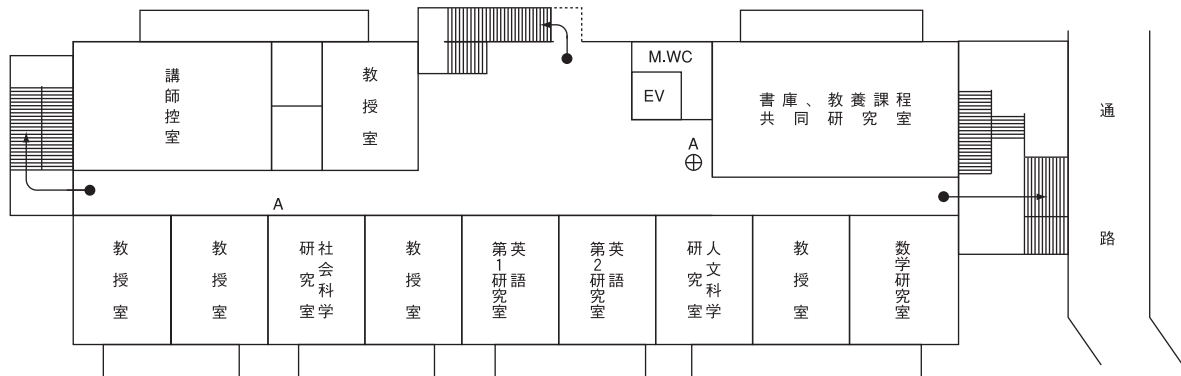 講師控室
教授室
M.WC
EV
書庫、教養課程
共同研究室
通路
A
A
教授室
教授室
社会科学
研究室
教授室
英語
第1研究室
英語
第2研究室
人文科学
研究室
教授室
数学研究室